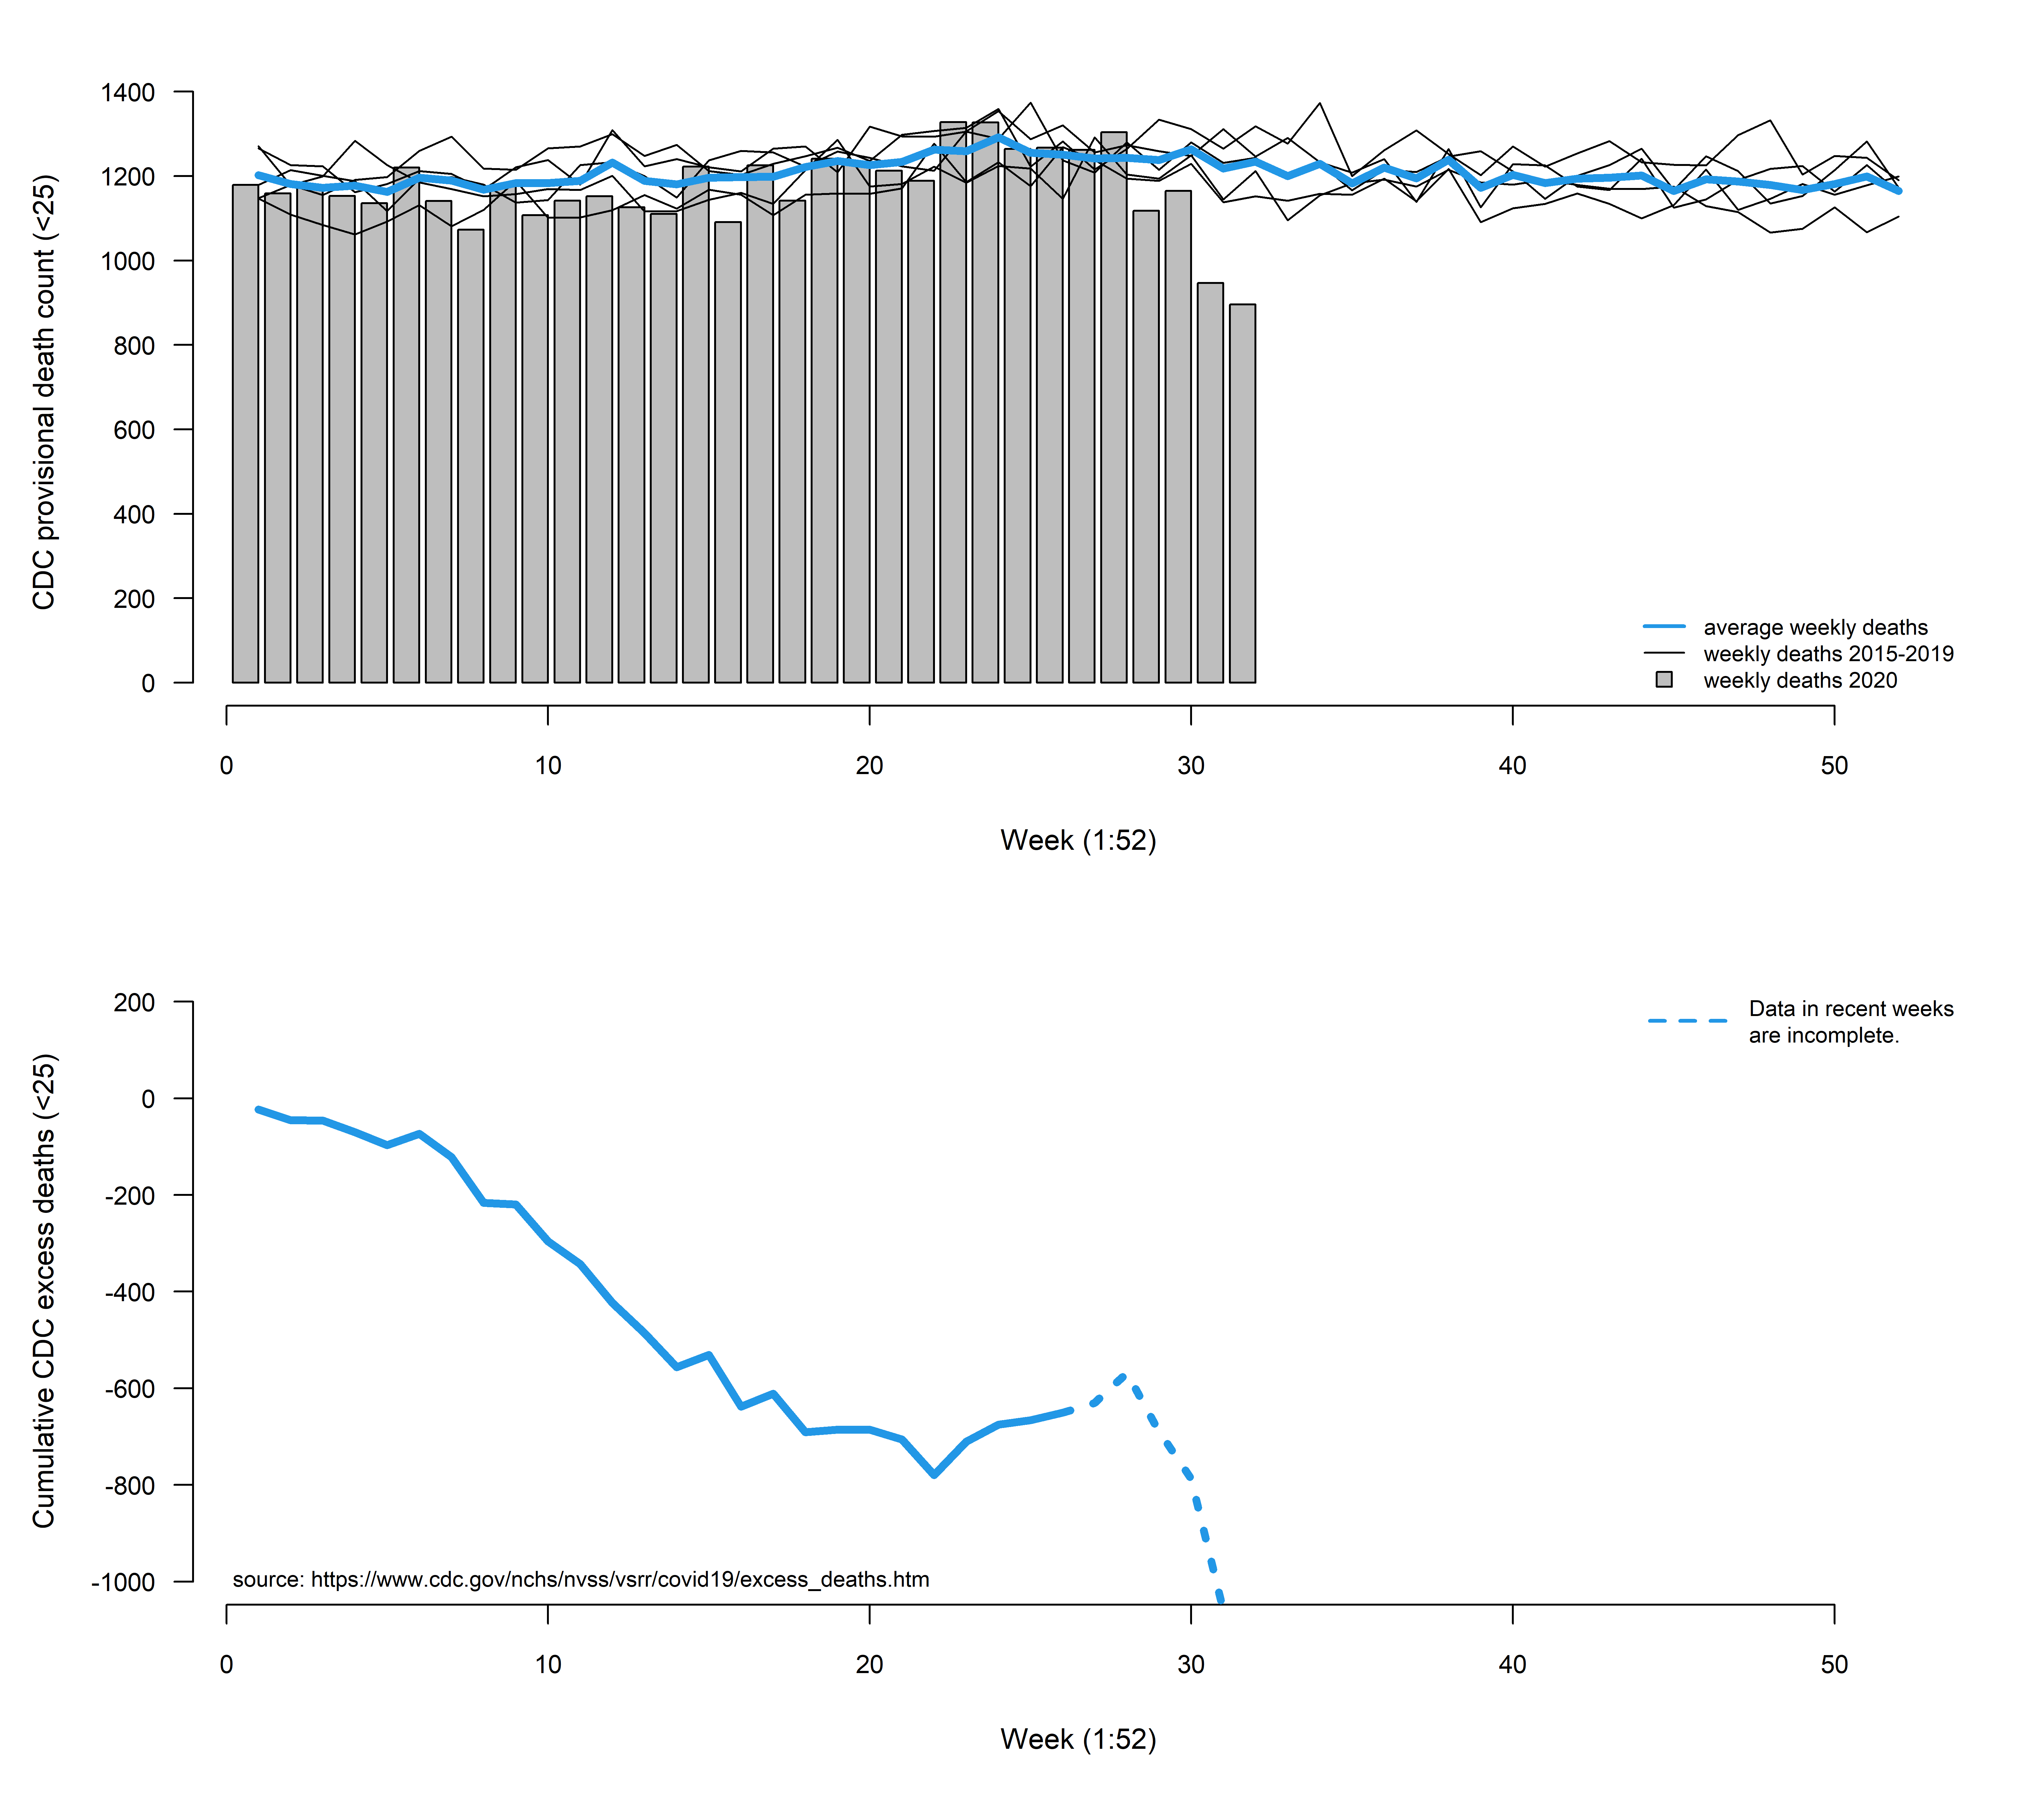 CDC provisional death count (<25)
1400
1200
1000
800
600
400
200
0
average weekly deaths
weekly deaths 2015-2019
weekly deaths 2020
0 10 20 30 40 50
Week (1:52)
Cumulative CDC excess deaths (<25)
200
0
-200
-400
-600
-800
-1000
Data in recent weeks
are incomplete.
source: https://www.cdc.gov/nchs/nvss/vsrr/covid19/excess_deaths.htm
0 10 20 30 40 50
Week (1:52)